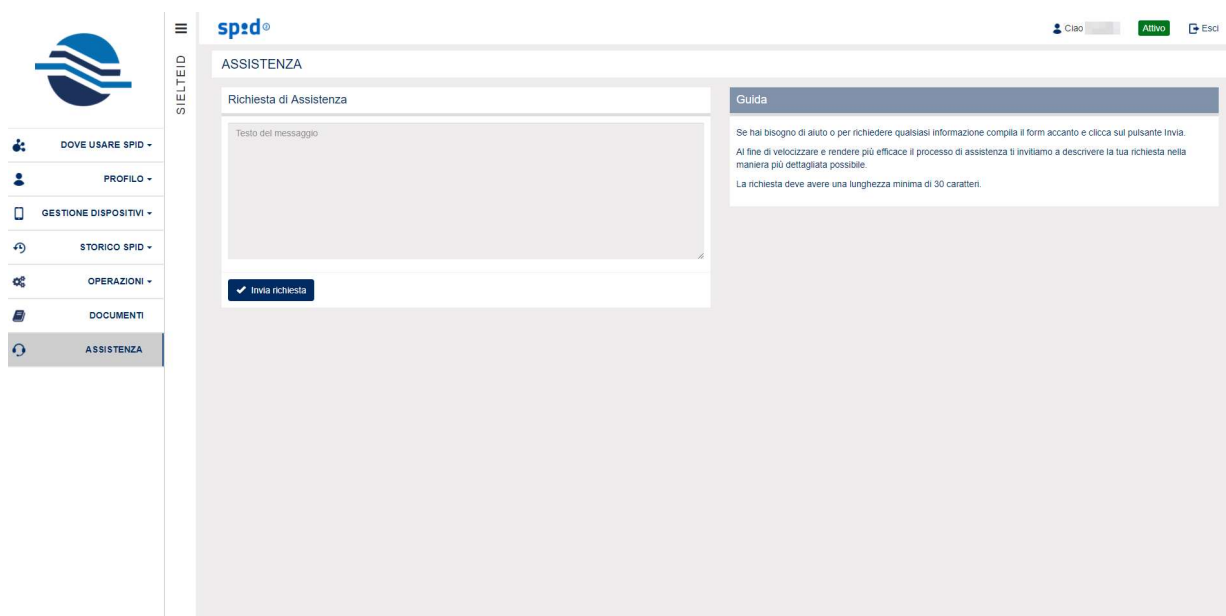 spid
Ciao
Attivo
Esci
SIELTEID
ASSISTENZA
DOVE USARE SPID
PROFILO
GESTIONE DISPOSITIVI
STORICO SPID
OPERAZIONI
DOCUMENTI
ASSISTENZA
Richiesta di Assistenza
Testo del messaggio
Invia richiesta
Guida
Se hai bisogno di aiuto o per richiedere qualsiasi informazione compila il form accanto e clicca sul pulsante Invia.
Al fine di velocizzare e rendere più efficace il processo di assistenza ti invitiamo a descrivere la tua richiesta nella
maniera più dettagliata possibile.
La richiesta deve avere una lunghezza minima di 30 caratteri.